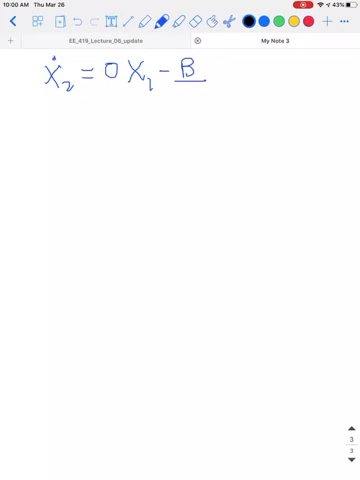 10:00 AM Thu Mar 26
43%
EE_419_Lecture_06_update
My Note 3
Ẋ₂ = 0 X₁ - B
3
3